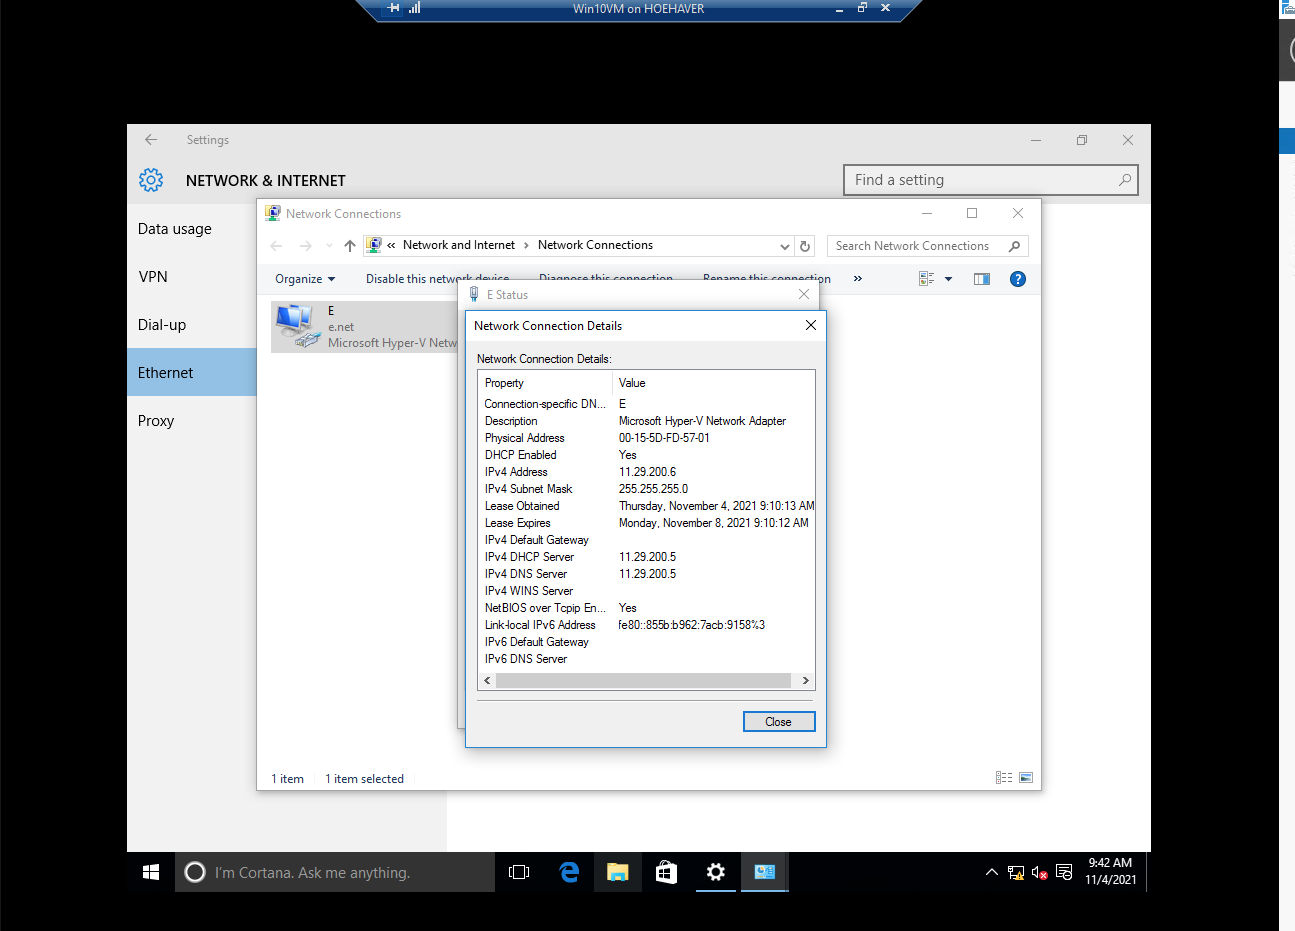 Win10VM on HOEHAVER
Settings
NETWORK & INTERNET
Find a setting
Data usage
VPN
Dial-up
Ethernet
Proxy
Network Connections
« Network and Internet > Network Connections
Search Network Connections
Organize
Disable this network device
Diagnose this connection
Rename this connection
»
E
e.net
Microsoft Hyper-V Netw
E Status
Network Connection Details
Network Connection Details:
Property Value
Connection-specific DN... E
Description Microsoft Hyper-V Network Adapter
Physical Address 00-15-5D-FD-57-01
DHCP Enabled Yes
IPv4 Address 11.29.200.6
IPv4 Subnet Mask 255.255.255.0
Lease Obtained Thursday, November 4, 2021 9:10:13 AM
Lease Expires Monday, November 8, 2021 9:10:12 AM
IPv4 Default Gateway
IPv4 DHCP Server 11.29.200.5
IPv4 DNS Server 11.29.200.5
IPv4 WINS Server
NetBIOS over Tcpip En... Yes
Link-local IPv6 Address fe80::855b:b962:7acb:9158%3
IPv6 Default Gateway
IPv6 DNS Server
Close
1 item 1 item selected
I'm Cortana. Ask me anything.
9:42 AM
11/4/2021